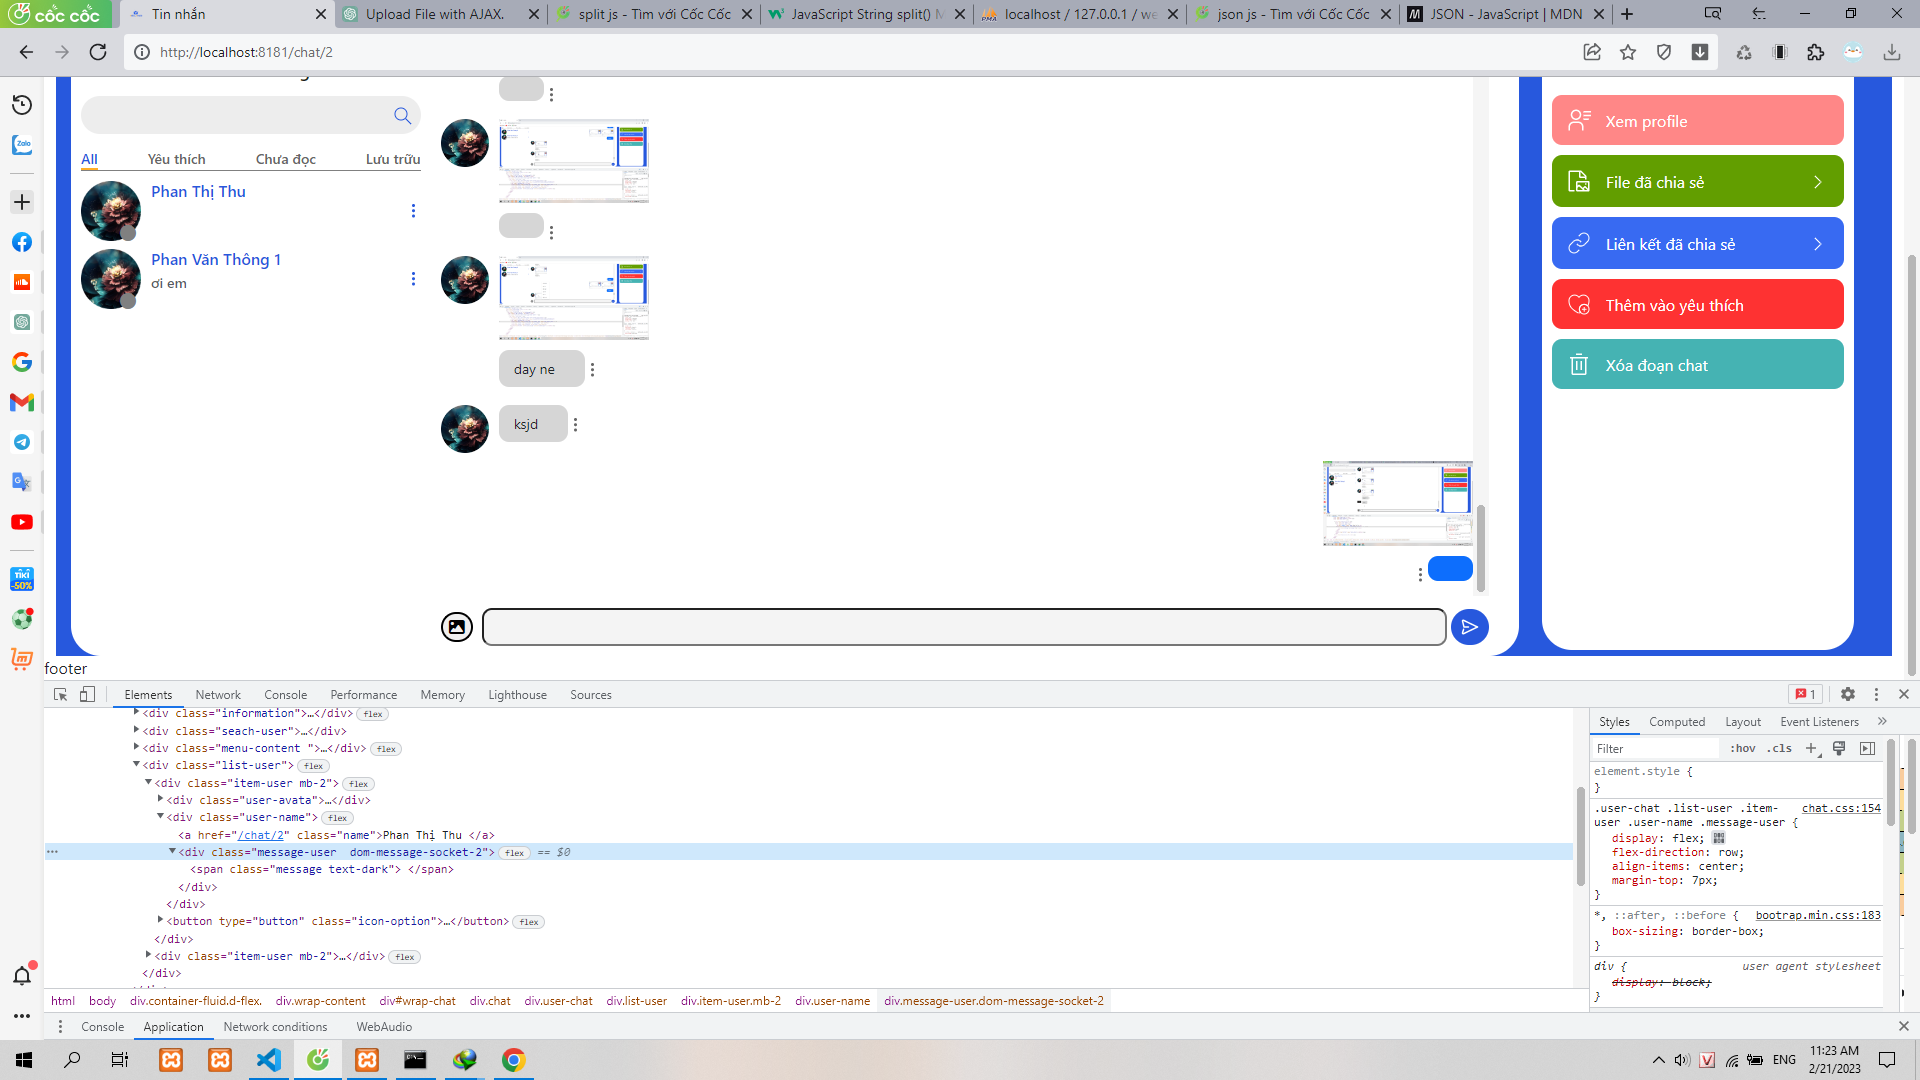 cốc cốc
Tin nhắn
Upload File with AJAX.
split js - Tìm với Cốc Cốc
JavaScript String split() M
localhost / 127.0.0.1 / we
json js - Tìm với Cốc Cốc
JSON - JavaScript | MDN
http://localhost:8181/chat/2
All
Yêu thích
Chưa đọc
Lưu trữu
Phan Thị Thu
Phan Văn Thông 1
ơi em
day ne
ksjd
Xem profile
File đã chia sẻ
Liên kết đã chia sẻ
Thêm vào yêu thích
Xóa đoạn chat
Zalo
TIKI
-50%
footer
Elements Network Console Performance Memory Lighthouse Sources
1
<div class="information">…</div> flex
<div class="seach-user">…</div>
<div class="menu-content ">…</div> flex
<div class="list-user"> flex
<div class="item-user mb-2"> flex
<div class="user-avata">…</div>
<div class="user-name"> flex
<a href="/chat/2" class="name">Phan Thị Thu </a>
<div class="message-user  dom-message-socket-2"> flex == $0
<span class="message text-dark"> </span>
</div>
</div>
<button type="button" class="icon-option">…</button> flex
</div>
<div class="item-user mb-2">…</div> flex
</div>
html body div.container-fluid.d-flex. div.wrap-content div#wrap-chat div.chat div.user-chat div.list-user div.item-user.mb-2 div.user-name div.message-user.dom-message-socket-2
Styles Computed Layout Event Listeners »
Filter :hov .cls
element.style {
}
.user-chat .list-user .item- chat.css:154
user .user-name .message-user {
display: flex;
flex-direction: row;
align-items: center;
margin-top: 7px;
}
*, ::after, ::before { bootrap.min.css:183
box-sizing: border-box;
}
div { user agent stylesheet
display: block;
}
Console Application Network conditions WebAudio
ENG
11:23 AM
2/21/2023